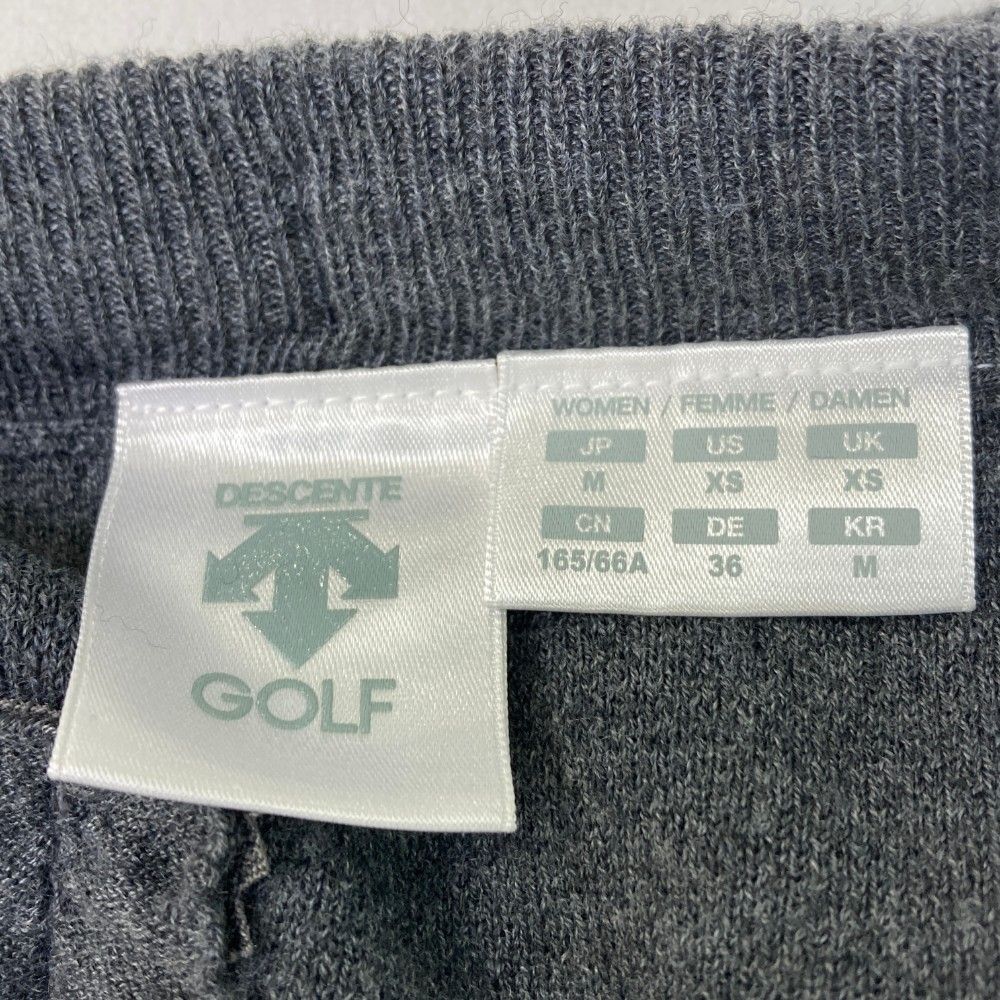 DESCENTE
GOLF
WOMEN / FEMME / DAMEN
JP US UK
M XS XS
CN DE KR
165/66A 36 M